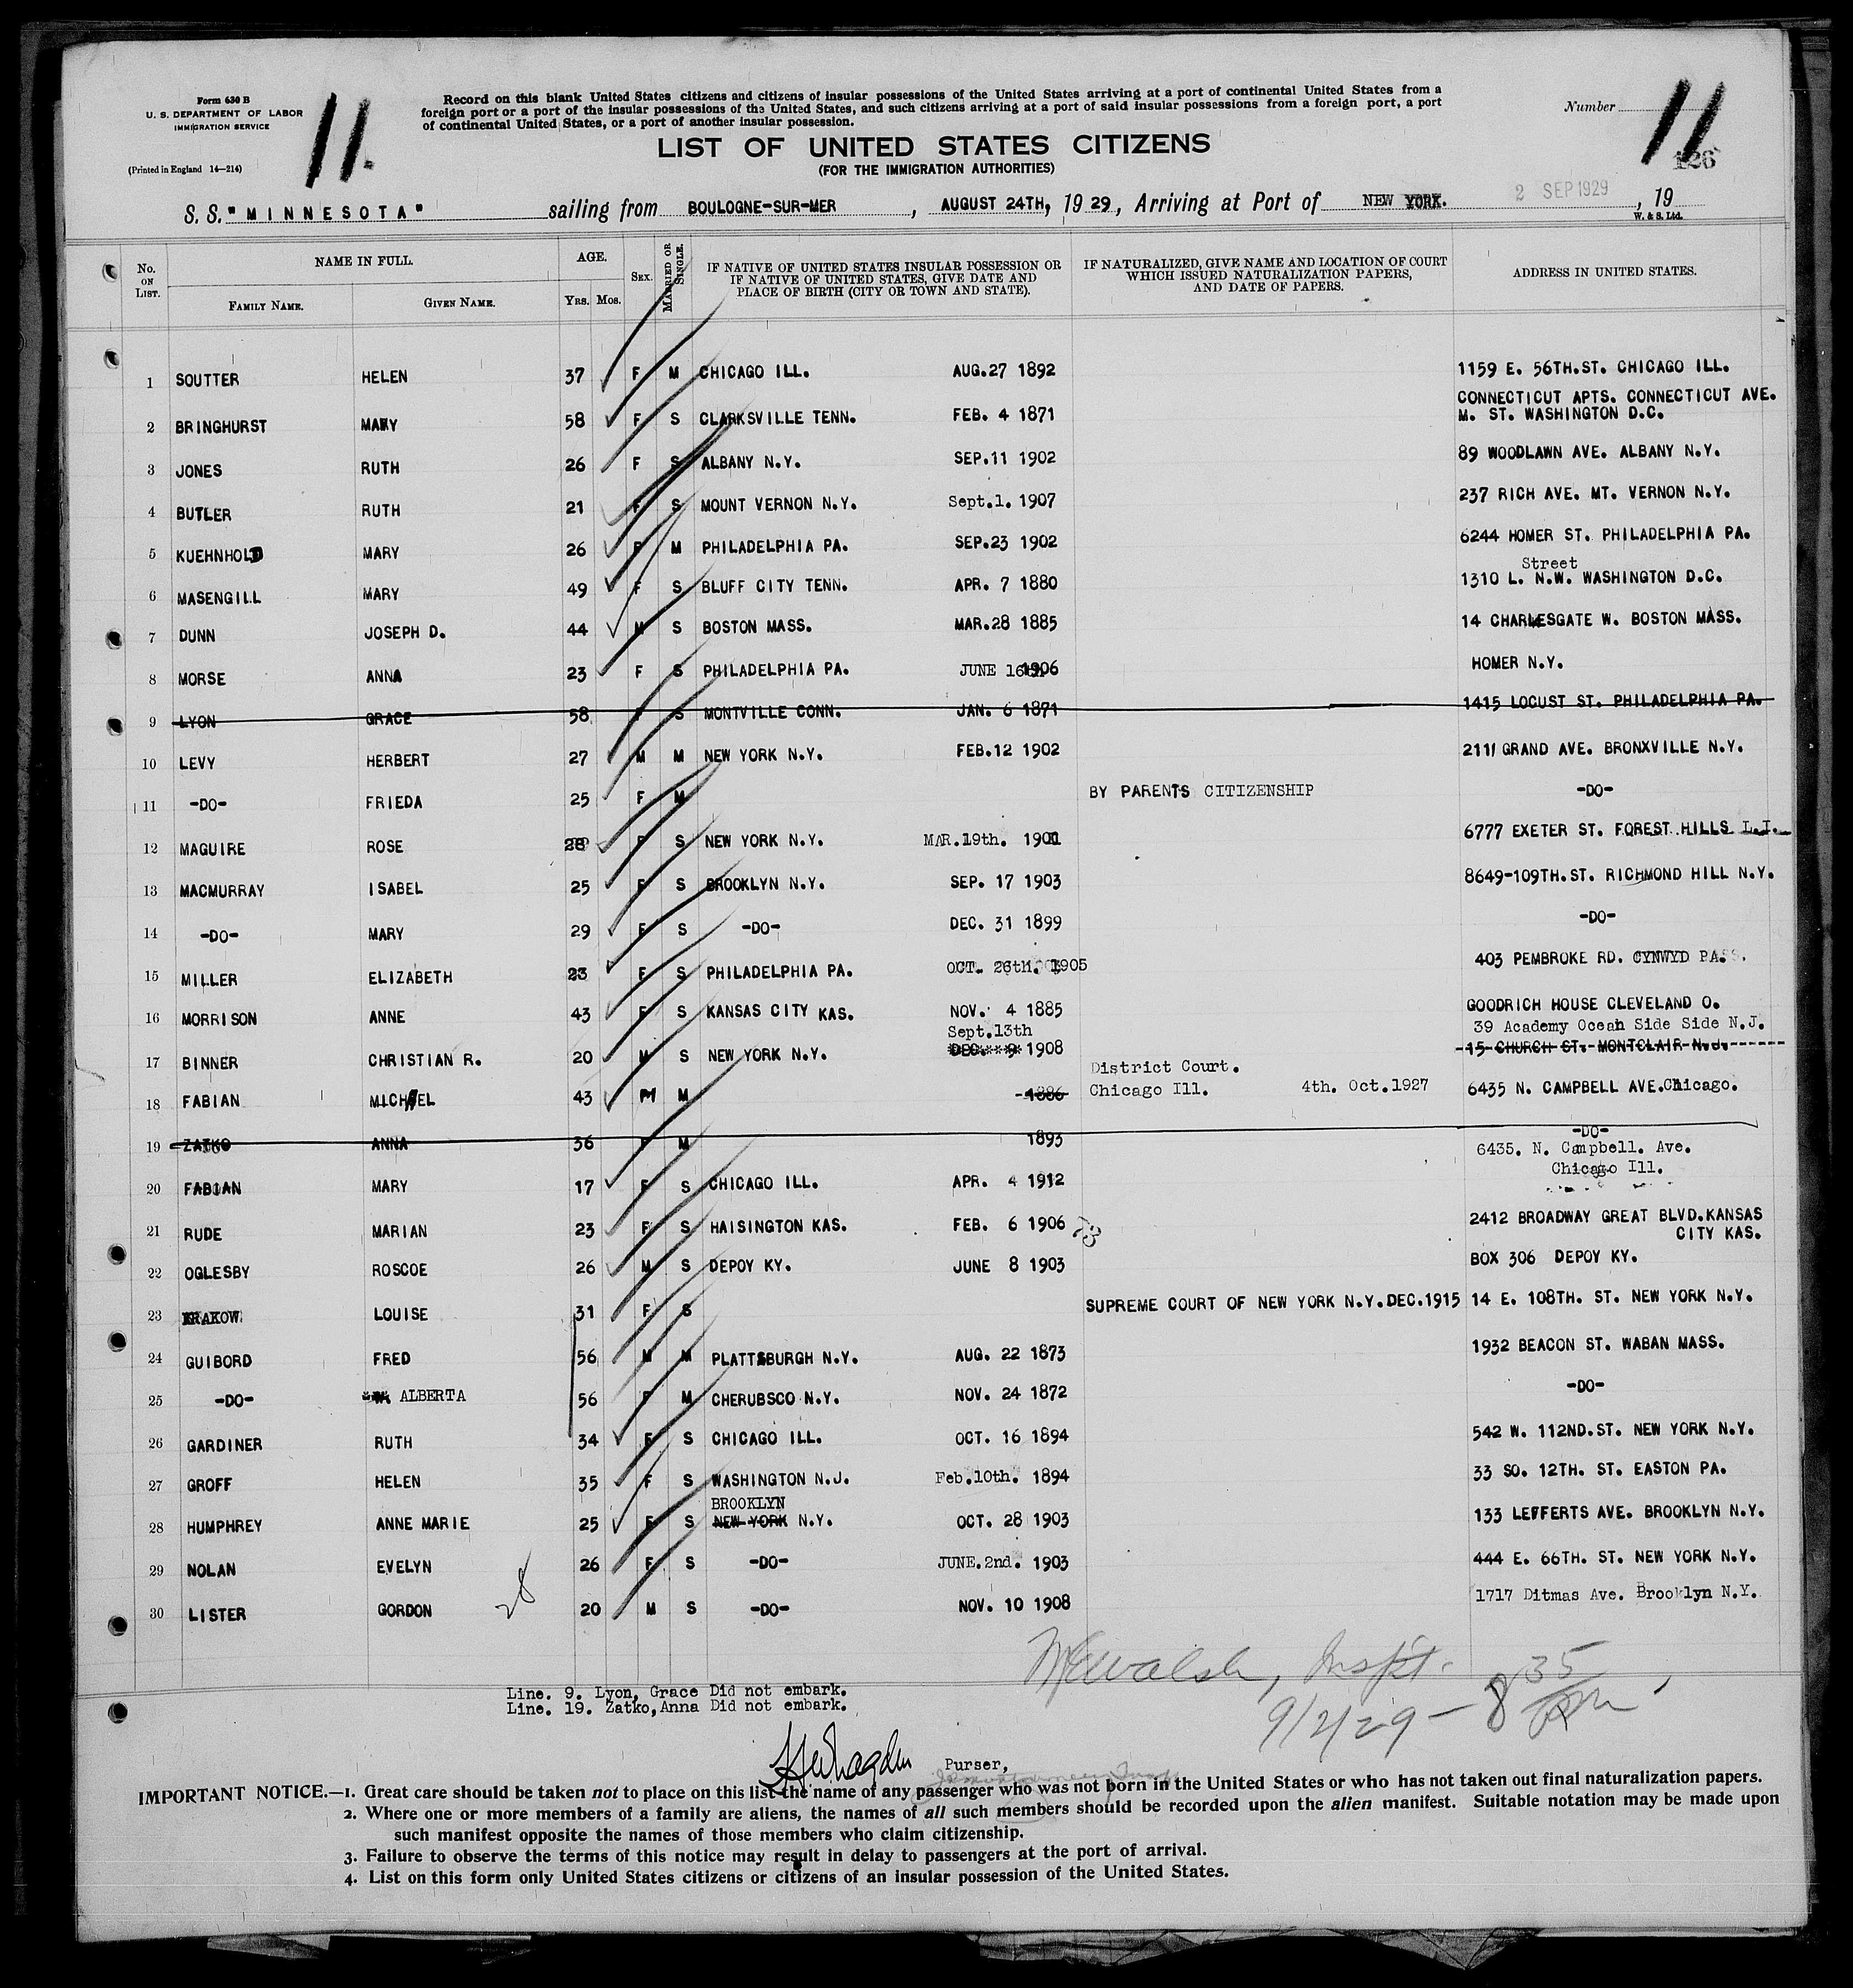 Form 630 B
U. S. DEPARTMENT OF LABOR
IMMIGRATION SERVICE
(Printed in England 14—214)
11.
Record on this blank United States citizens and citizens of insular possessions of the United States arriving at a port of continental United States from a
foreign port or a port of the insular possessions of the United States, and such citizens arriving at a port of said insular possessions from a foreign port, a port
of continental United States, or a port of another insular possession.
Number
11
126
LIST OF UNITED STATES CITIZENS
(FOR THE IMMIGRATION AUTHORITIES)
S.S. "MINNESOTA" sailing from BOULOGNE-SUR-MER, AUGUST 24TH, 1929, Arriving at Port of NEW YORK. 2 SEP 1929, 19
W. & S. Ltd.
No. ON LIST. NAME IN FULL. FAMILY NAME. GIVEN NAME. AGE. YRS. MOS. SEX. MARRIED OR SINGLE. IF NATIVE OF UNITED STATES INSULAR POSSESSION OR IF NATIVE OF UNITED STATES, GIVE DATE AND PLACE OF BIRTH (CITY OR TOWN AND STATE). IF NATURALIZED, GIVE NAME AND LOCATION OF COURT WHICH ISSUED NATURALIZATION PAPERS, AND DATE OF PAPERS. ADDRESS IN UNITED STATES.
1 SOUTTER HELEN 37 F M CHICAGO ILL. AUG.27 1892 1159 E. 56TH.ST. CHICAGO ILL.
2 BRINGHURST MARY 58 F S CLARKSVILLE TENN. FEB. 4 1871 CONNECTICUT APTS. CONNECTICUT AVE.
M. ST. WASHINGTON D.C.
3 JONES RUTH 26 F S ALBANY N.Y. SEP.11 1902 89 WOODLAWN AVE. ALBANY N.Y.
4 BUTLER RUTH 21 F S MOUNT VERNON N.Y. Sept.1. 1907 237 RICH AVE. MT. VERNON N.Y.
5 KUEHNHOLD MARY 26 F M PHILADELPHIA PA. SEP.23 1902 6244 HOMER ST. PHILADELPHIA PA.
Street
6 MASENGILL MARY 49 F S BLUFF CITY TENN. APR. 7 1880 1310 L. N.W. WASHINGTON D.C.
7 DUNN JOSEPH D. 44 M S BOSTON MASS. MAR.28 1885 14 CHARLESGATE W. BOSTON MASS.
8 MORSE ANNA 23 F S PHILADELPHIA PA. JUNE 16th 1906 HOMER N.Y.
9 LYON GRACE 58 F S MONTVILLE CONN. JAN. 6 1871 1415 LOCUST ST. PHILADELPHIA PA.
10 LEVY HERBERT 27 M M NEW YORK N.Y. FEB.12 1902 2111 GRAND AVE. BRONXVILLE N.Y.
11 -DO- FRIEDA 25 F M BY PARENTS CITIZENSHIP -DO-
12 MAGUIRE ROSE 28 F S NEW YORK N.Y. MAR.19th. 1901 6777 EXETER ST. FOREST HILLS L.I.
13 MACMURRAY ISABEL 25 F S BROOKLYN N.Y. SEP. 17 1903 8649-109TH.ST. RICHMOND HILL N.Y.
14 -DO- MARY 29 F S -DO- DEC. 31 1899 -DO-
15 MILLER ELIZABETH 23 F S PHILADELPHIA PA. OCT. 26th. 1905 403 PEMBROKE RD. CYNWYD PA.
16 MORRISON ANNE 43 F S KANSAS CITY KAS. NOV. 4 1885 GOODRICH HOUSE CLEVELAND O.
Sept.13th 39 Academy Ocean Side Side N.J.
17 BINNER CHRISTIAN R. 20 M S NEW YORK N.Y. DEC. 9 1908 15 CHURCH ST. MONTCLAIR N.J.
District Court.
18 FABIAN MICHAEL 43 M M 1886 Chicago Ill. 4th. Oct.1927 6435 N. CAMPBELL AVE.Chicago.
19 ZATKO ANNA 36 F M 1893 -DO-
6435. N. Campbell. Ave.
Chicago Ill.
20 FABIAN MARY 17 F S CHICAGO ILL. APR. 4 1912
21 RUDE MARIAN 23 F S HAISINGTON KAS. FEB. 6 1906 2412 BROADWAY GREAT BLVD.KANSAS
CITY KAS.
22 OGLESBY ROSCOE 26 M S DEPOY KY. JUNE 8 1903 BOX 306 DEPOY KY.
23 KRAKOW LOUISE 31 F S SUPREME COURT OF NEW YORK N.Y.DEC.1915 14 E. 108TH. ST. NEW YORK N.Y.
24 GUIBORD FRED 56 M M PLATTSBURGH N.Y. AUG. 22 1873 1932 BEACON ST. WABAN MASS.
25 -DO- ALBERTA 56 F M CHERUBSCO N.Y. NOV. 24 1872 -DO-
26 GARDINER RUTH 34 F S CHICAGO ILL. OCT. 16 1894 542 W. 112ND.ST. NEW YORK N.Y.
27 GROFF HELEN 35 F S WASHINGTON N.J. Feb.10th. 1894 33 SO. 12TH. ST. EASTON PA.
BROOKLYN
28 HUMPHREY ANNE MARIE 25 F S NEW YORK N.Y. OCT. 28 1903 133 LEFFERTS AVE. BROOKLYN N.Y.
29 NOLAN EVELYN 26 F S -DO- JUNE.2nd. 1903 444 E. 66TH. ST. NEW YORK N.Y.
30 LISTER GORDON 20 M S -DO- NOV. 10 1908 1717 Ditmas Ave. Brooklyn N.Y.
28
Walsh, Inspt.
9/2/29 - 8 35 PM
Line. 9. Lyon, Grace Did not embark.
Line. 19. Zatko,Anna Did not embark.
Purser,
IMPORTANT NOTICE.—1. Great care should be taken not to place on this list the name of any passenger who was not born in the United States or who has not taken out final naturalization papers.
2. Where one or more members of a family are aliens, the names of all such members should be recorded upon the alien manifest. Suitable notation may be made upon
such manifest opposite the names of those members who claim citizenship.
3. Failure to observe the terms of this notice may result in delay to passengers at the port of arrival.
4. List on this form only United States citizens or citizens of an insular possession of the United States.